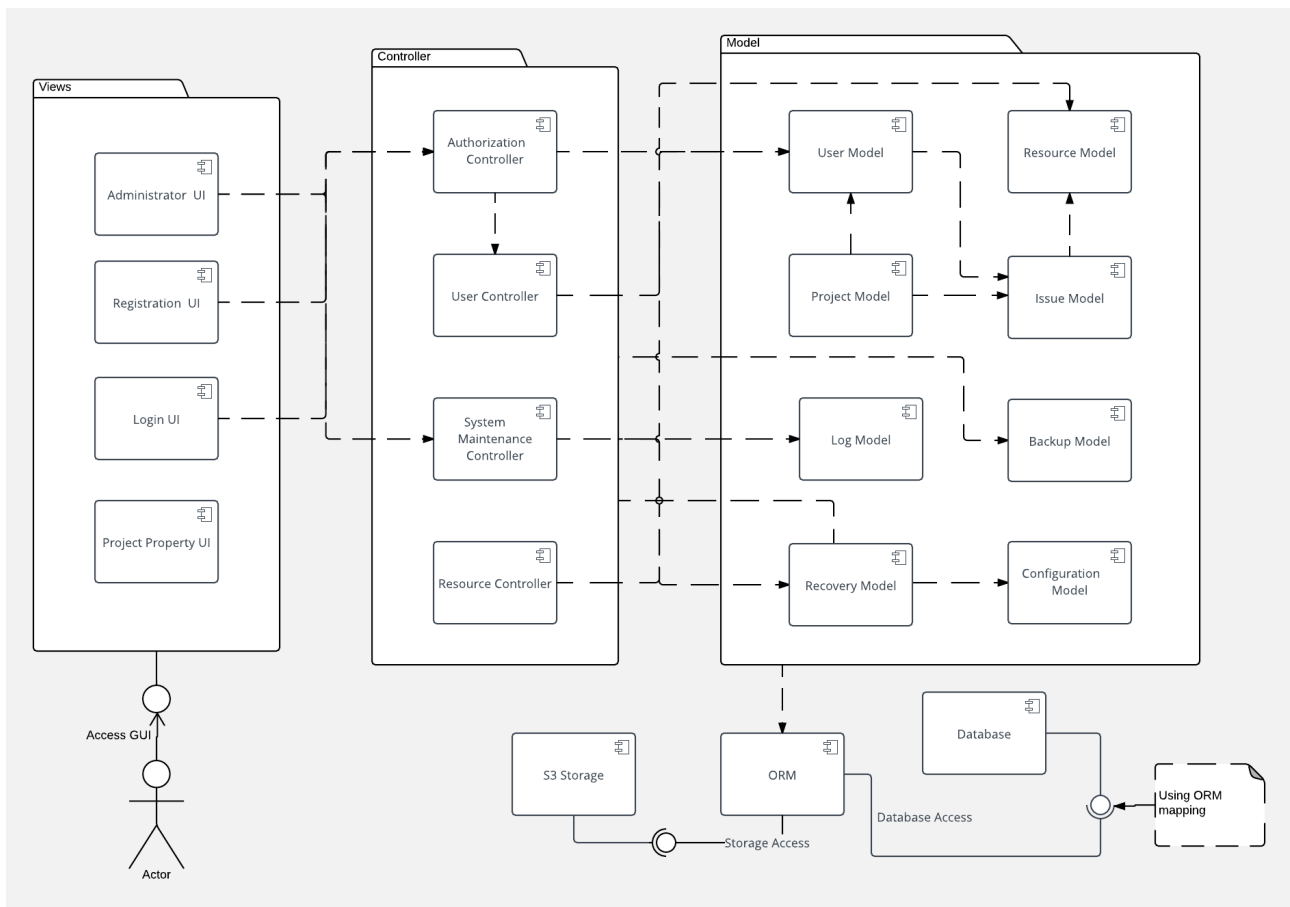 Views
Administrator UI
Registration UI
Login UI
Project Property UI
Access GUI
Actor
Controller
Authorization
Controller
User Controller
System
Maintenance
Controller
Resource Controller
Model
User Model
Resource Model
Project Model
Issue Model
Log Model
Backup Model
Recovery Model
Configuration
Model
S3 Storage
ORM
Database
Storage Access
Database Access
Using ORM
mapping